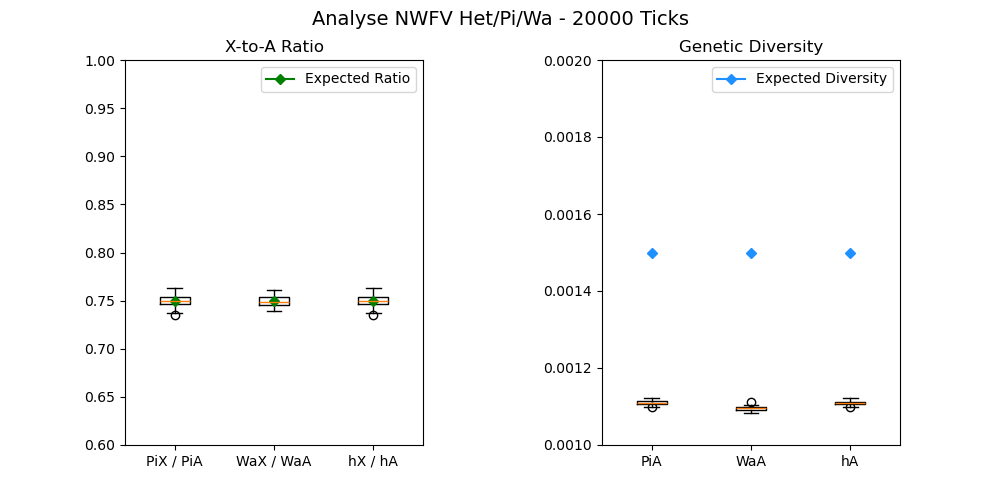 Analyse NWFV Het/Pi/Wa - 20000 Ticks
X-to-A Ratio
Expected Ratio
1.00
0.95
0.90
0.85
0.80
0.75
0.70
0.65
0.60
PiX / PiA
WaX / WaA
hX / hA
Genetic Diversity
Expected Diversity
0.0020
0.0018
0.0016
0.0014
0.0012
0.0010
PiA
WaA
hA